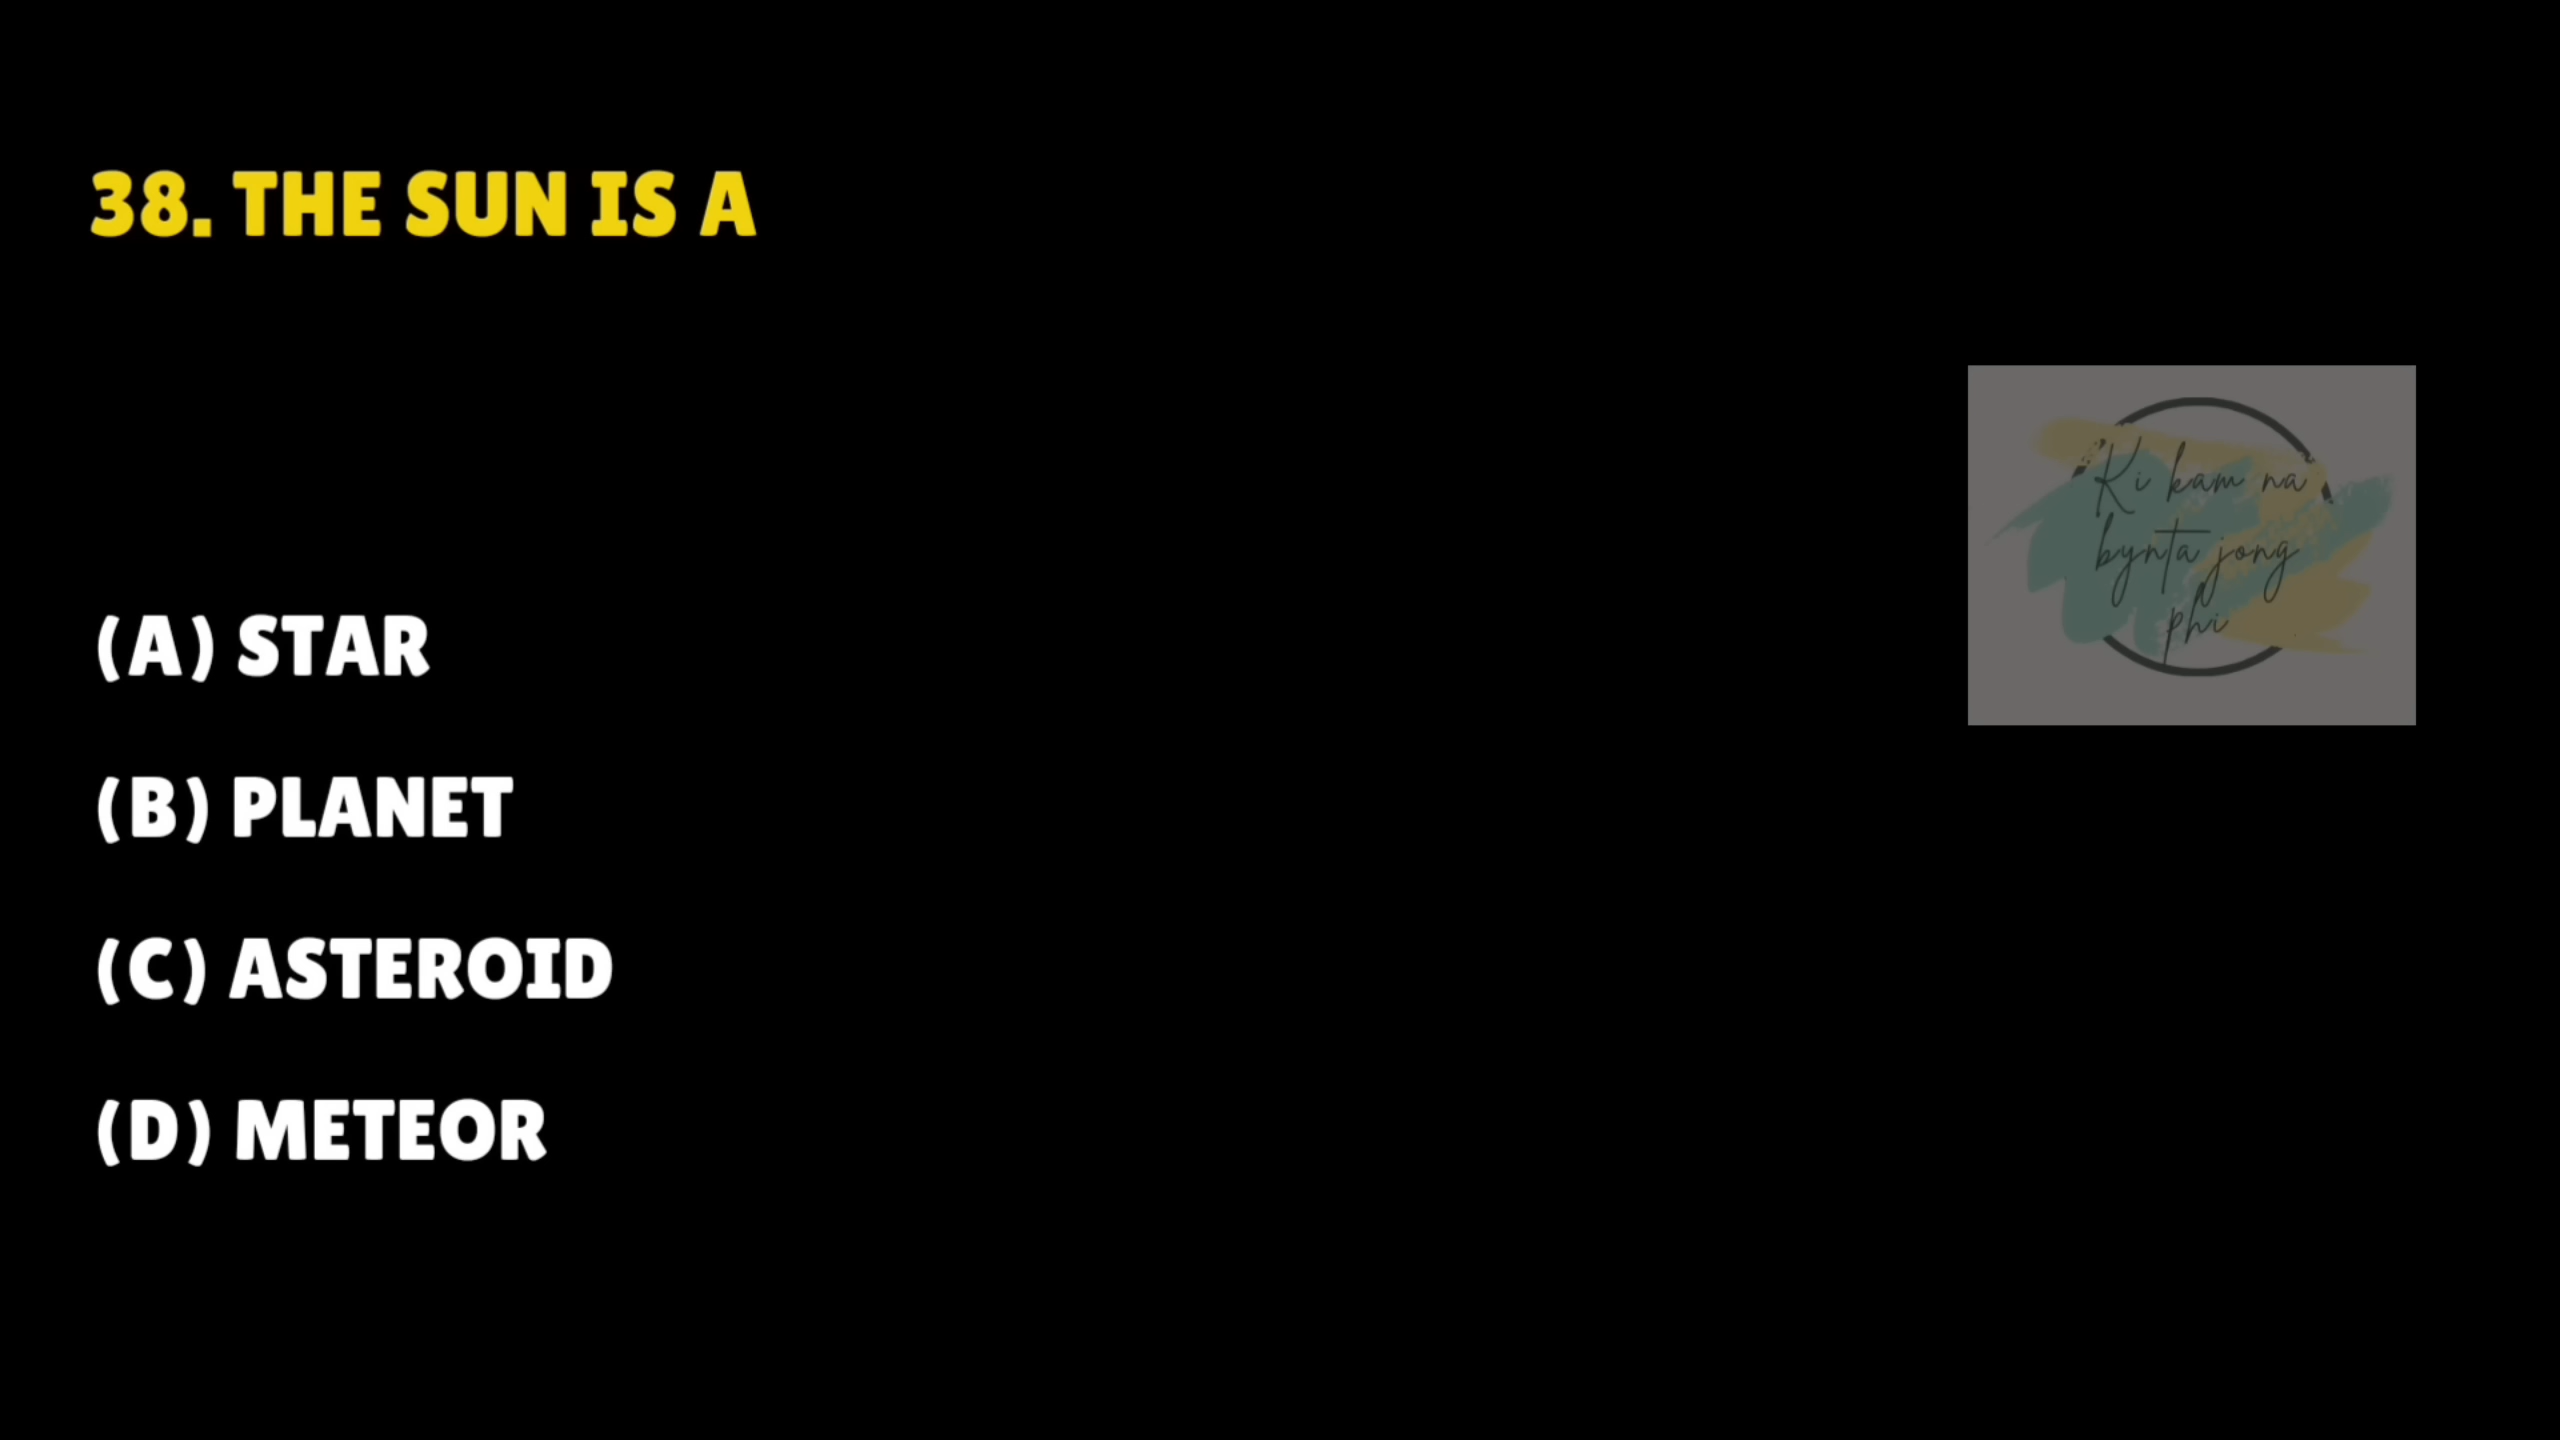 38. THE SUN IS A
(A) STAR
(B) PLANET
(C) ASTEROID
(D) METEOR
Ki kam na
bynta jong
phi